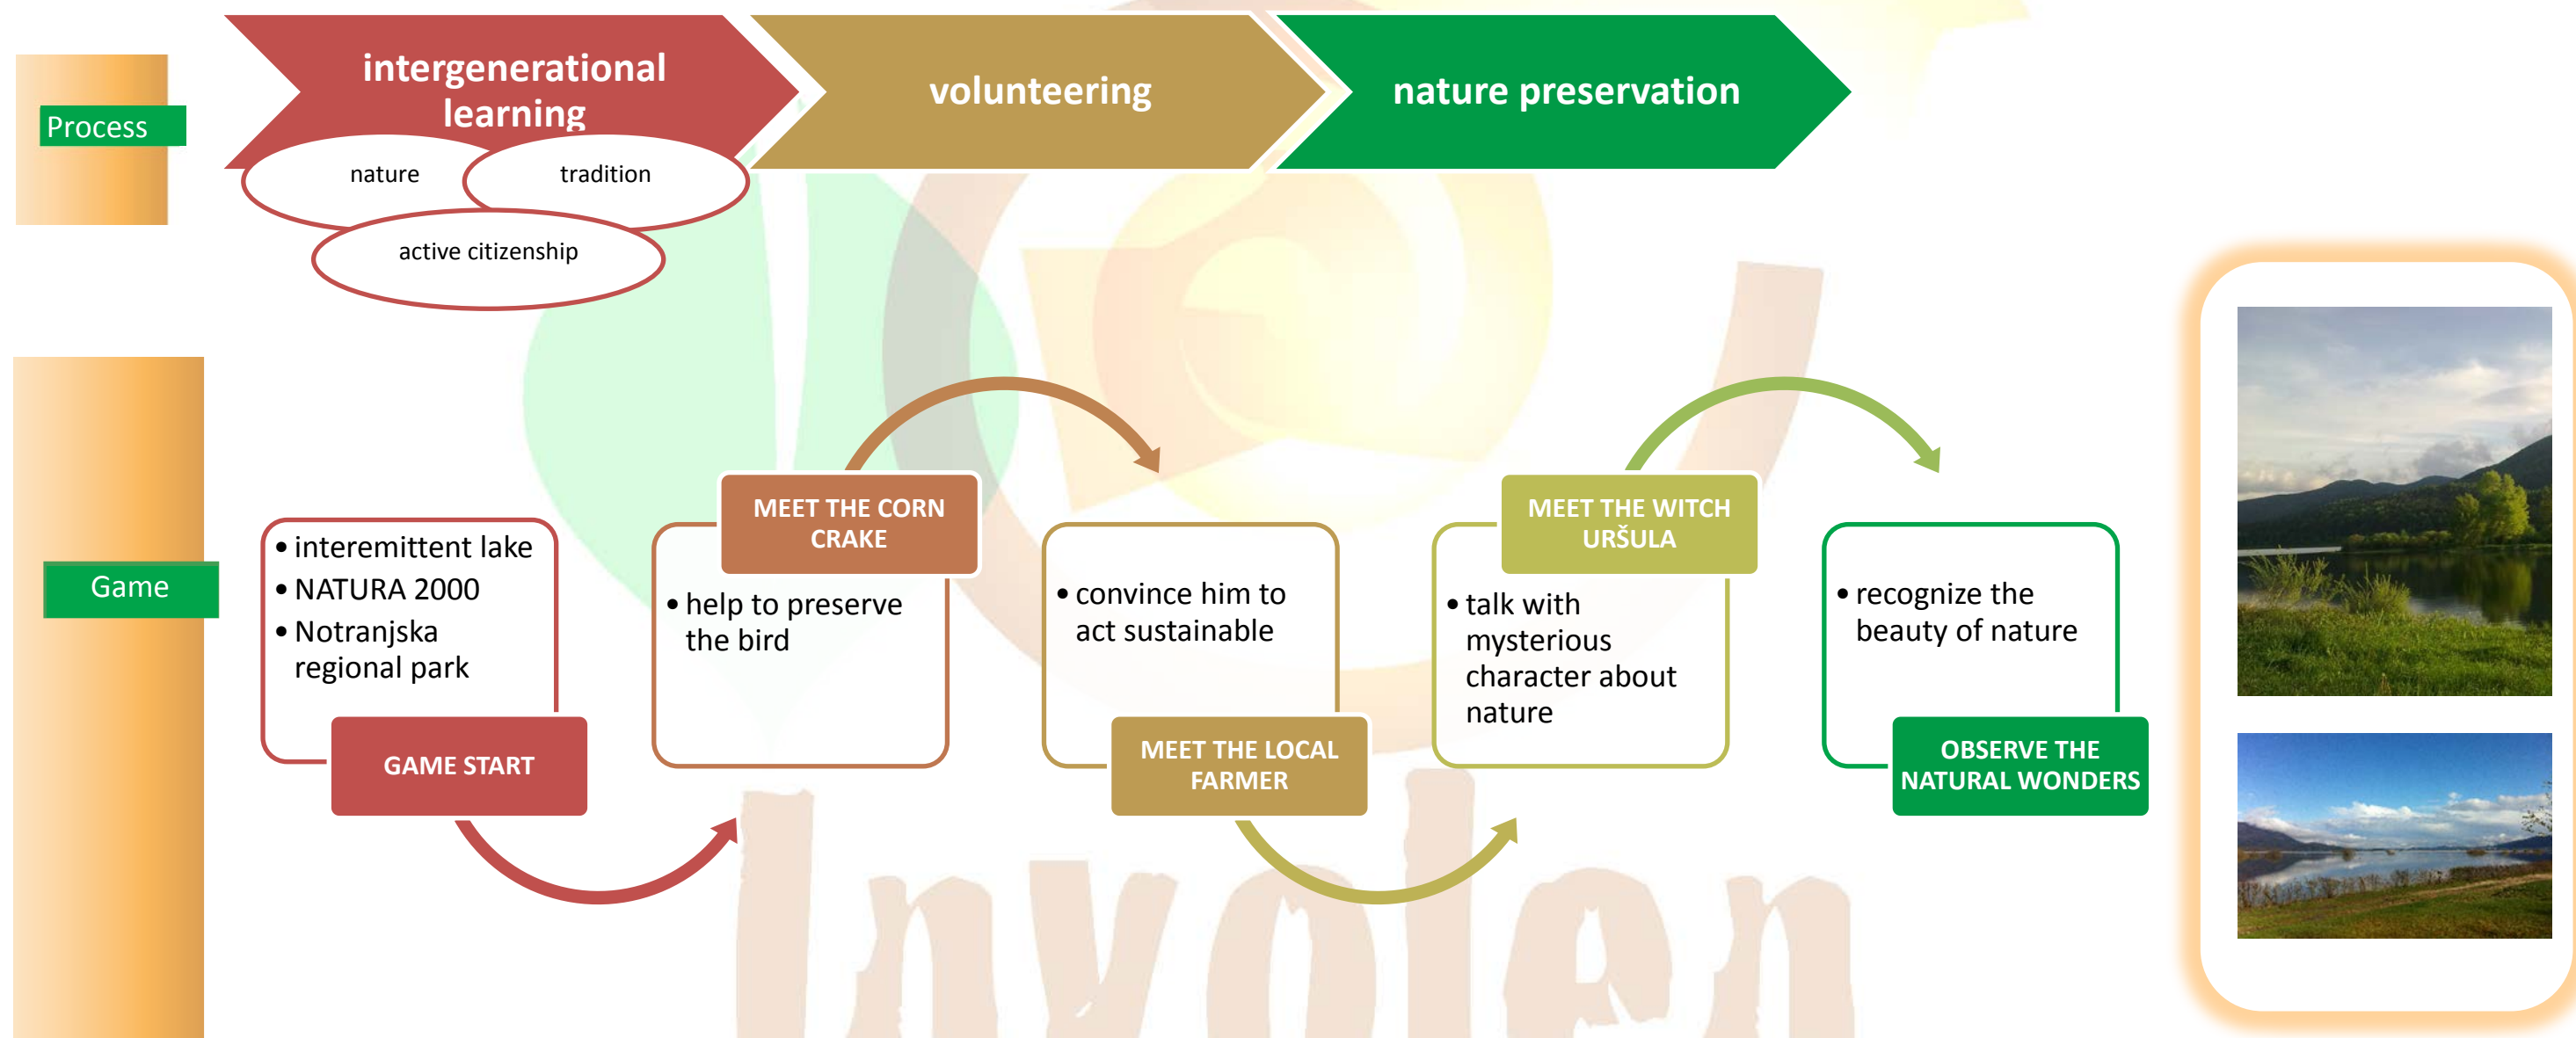 Process
intergenerational
learning
volunteering
nature preservation
nature
tradition
active citizenship
Game
• interemittent lake
• NATURA 2000
• Notranjska
regional park
GAME START
MEET THE CORN
CRAKE
• help to preserve
the bird
• convince him to
act sustainable
MEET THE LOCAL
FARMER
MEET THE WITCH
URŠULA
• talk with
mysterious
character about
nature
• recognize the
beauty of nature
OBSERVE THE
NATURAL WONDERS
Involen